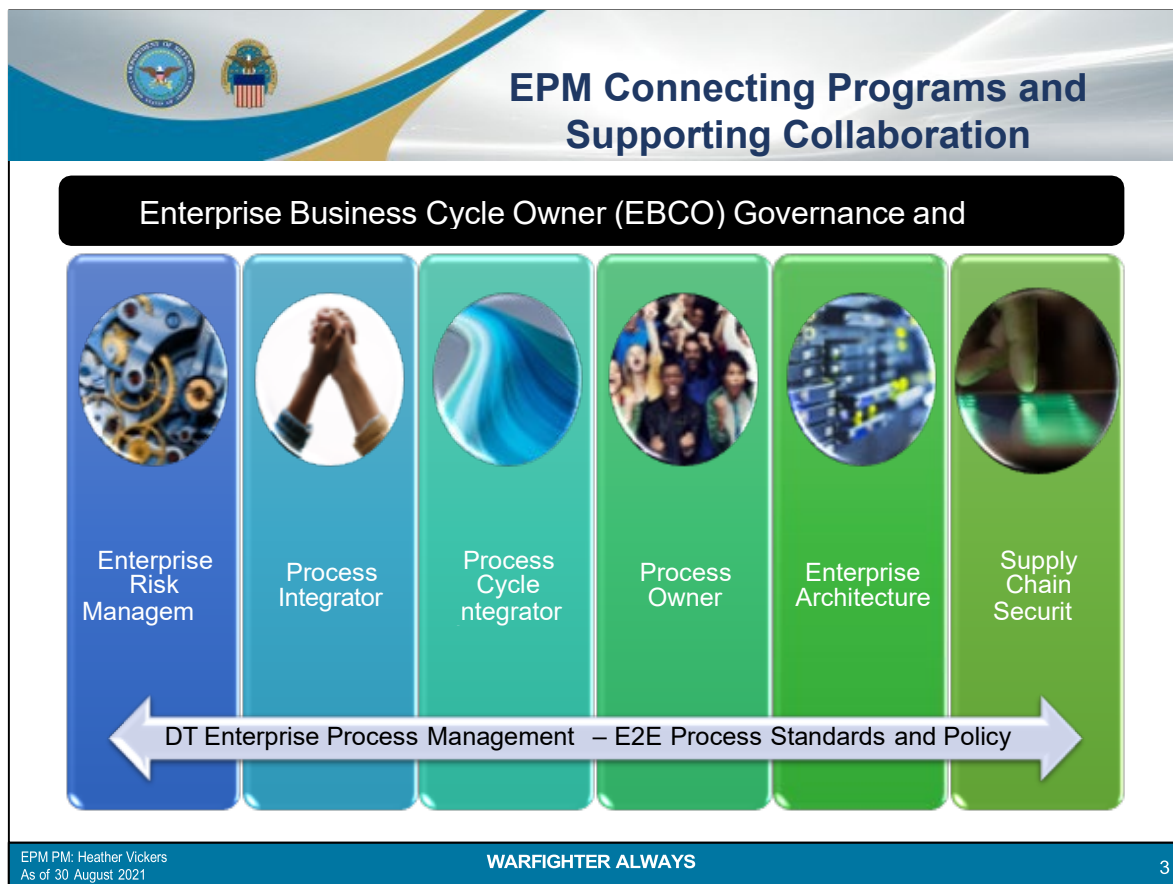 EPM Connecting Programs and
Supporting Collaboration
Enterprise Business Cycle Owner (EBCO) Governance and
Enterprise
Risk
Managem
Process
Integrator
Process
Cycle
ntegrator
Process
Owner
Enterprise
Architecture
Supply
Chain
Securit
DT Enterprise Process Management – E2E Process Standards and Policy
EPM PM: Heather Vickers
As of 30 August 2021
WARFIGHTER ALWAYS
3